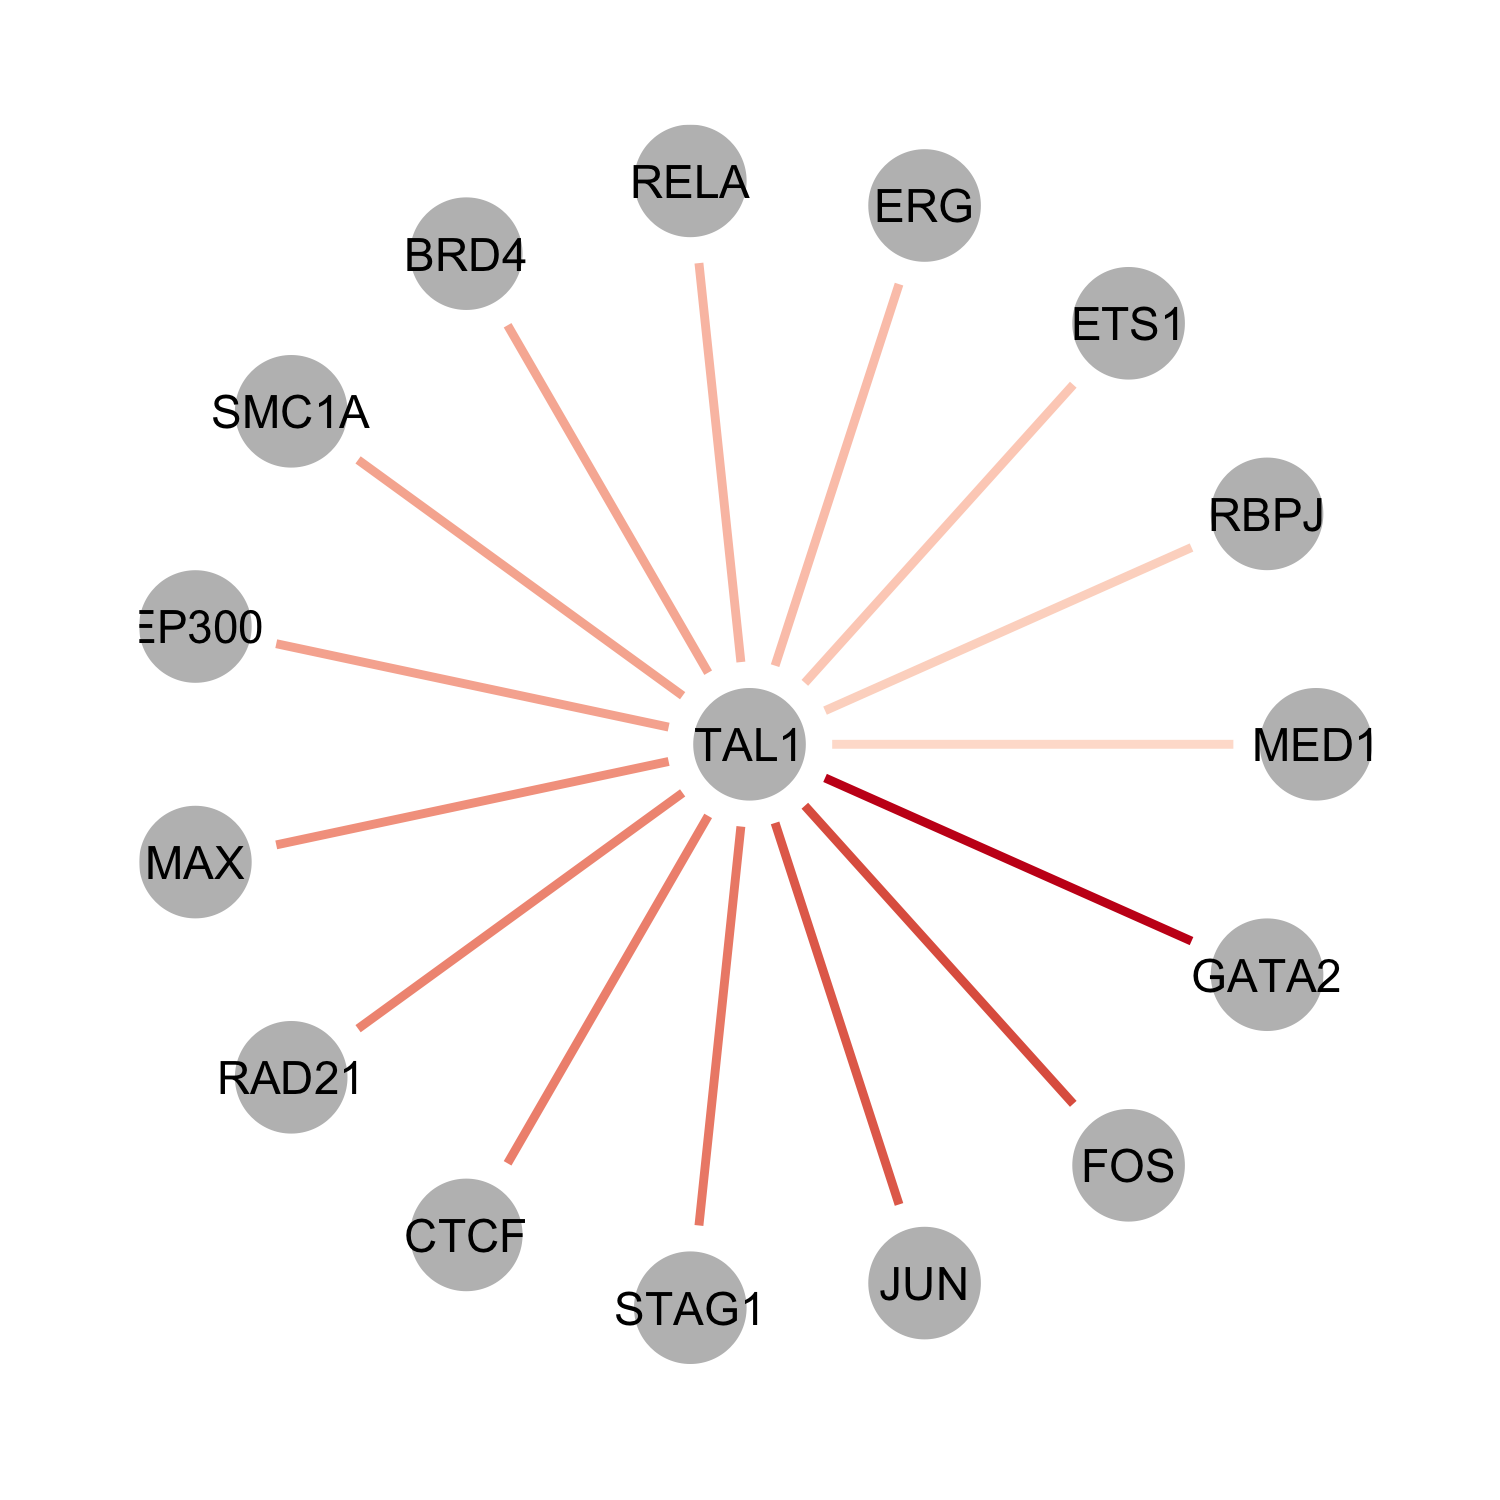 RELA
ERG
BRD4
ETS1
SMC1A
RBPJ
EP300
TAL1
MED1
MAX
GATA2
RAD21
FOS
CTCF
JUN
STAG1